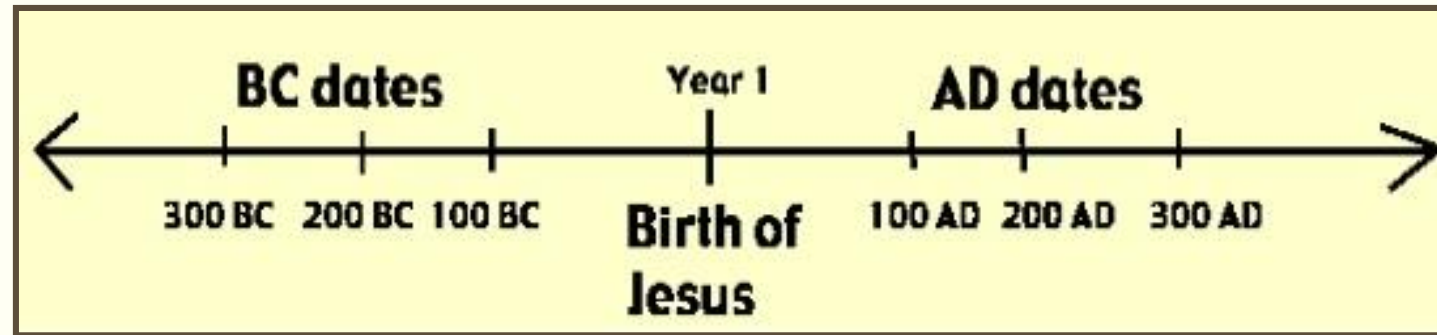 BC dates
Year 1
AD dates
300 BC 200 BC 100 BC
Birth of
Jesus
100 AD 200 AD 300 AD